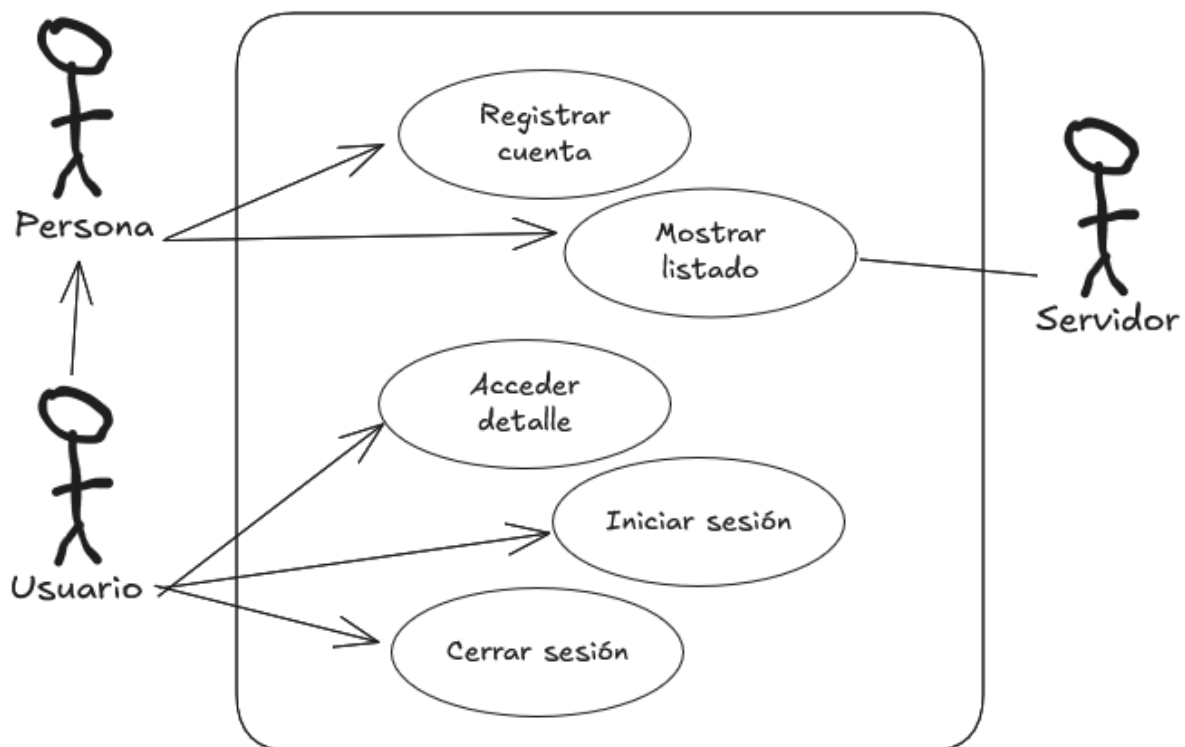 Registrar
cuenta
Persona
Mostrar
listado
Servidor
Acceder
detalle
Iniciar sesión
Usuario
Cerrar sesión